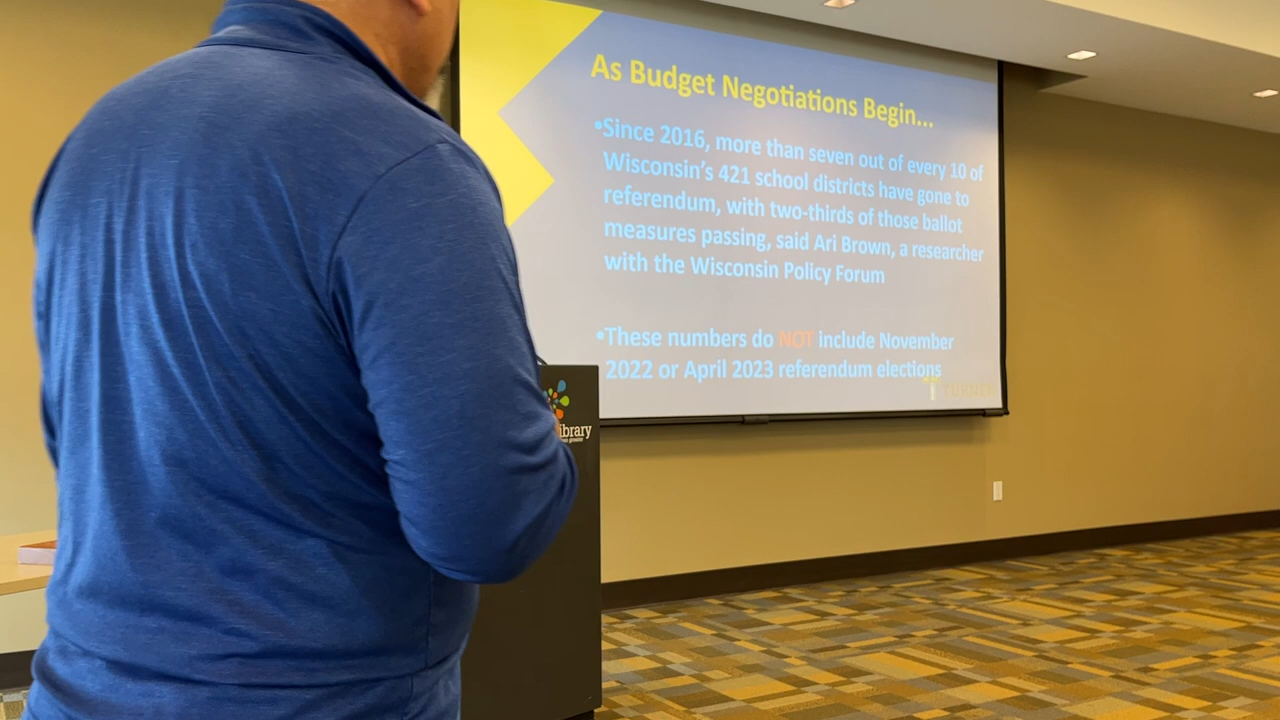 As Budget Negotiations Begin...
•Since 2016, more than seven out of every 10 of
Wisconsin's 421 school districts have gone to
referendum, with two-thirds of those ballot
measures passing, said Ari Brown, a researcher
with the Wisconsin Policy Forum
•These numbers do NOT include November
2022 or April 2023 referendum elections
TURNER
ibrary